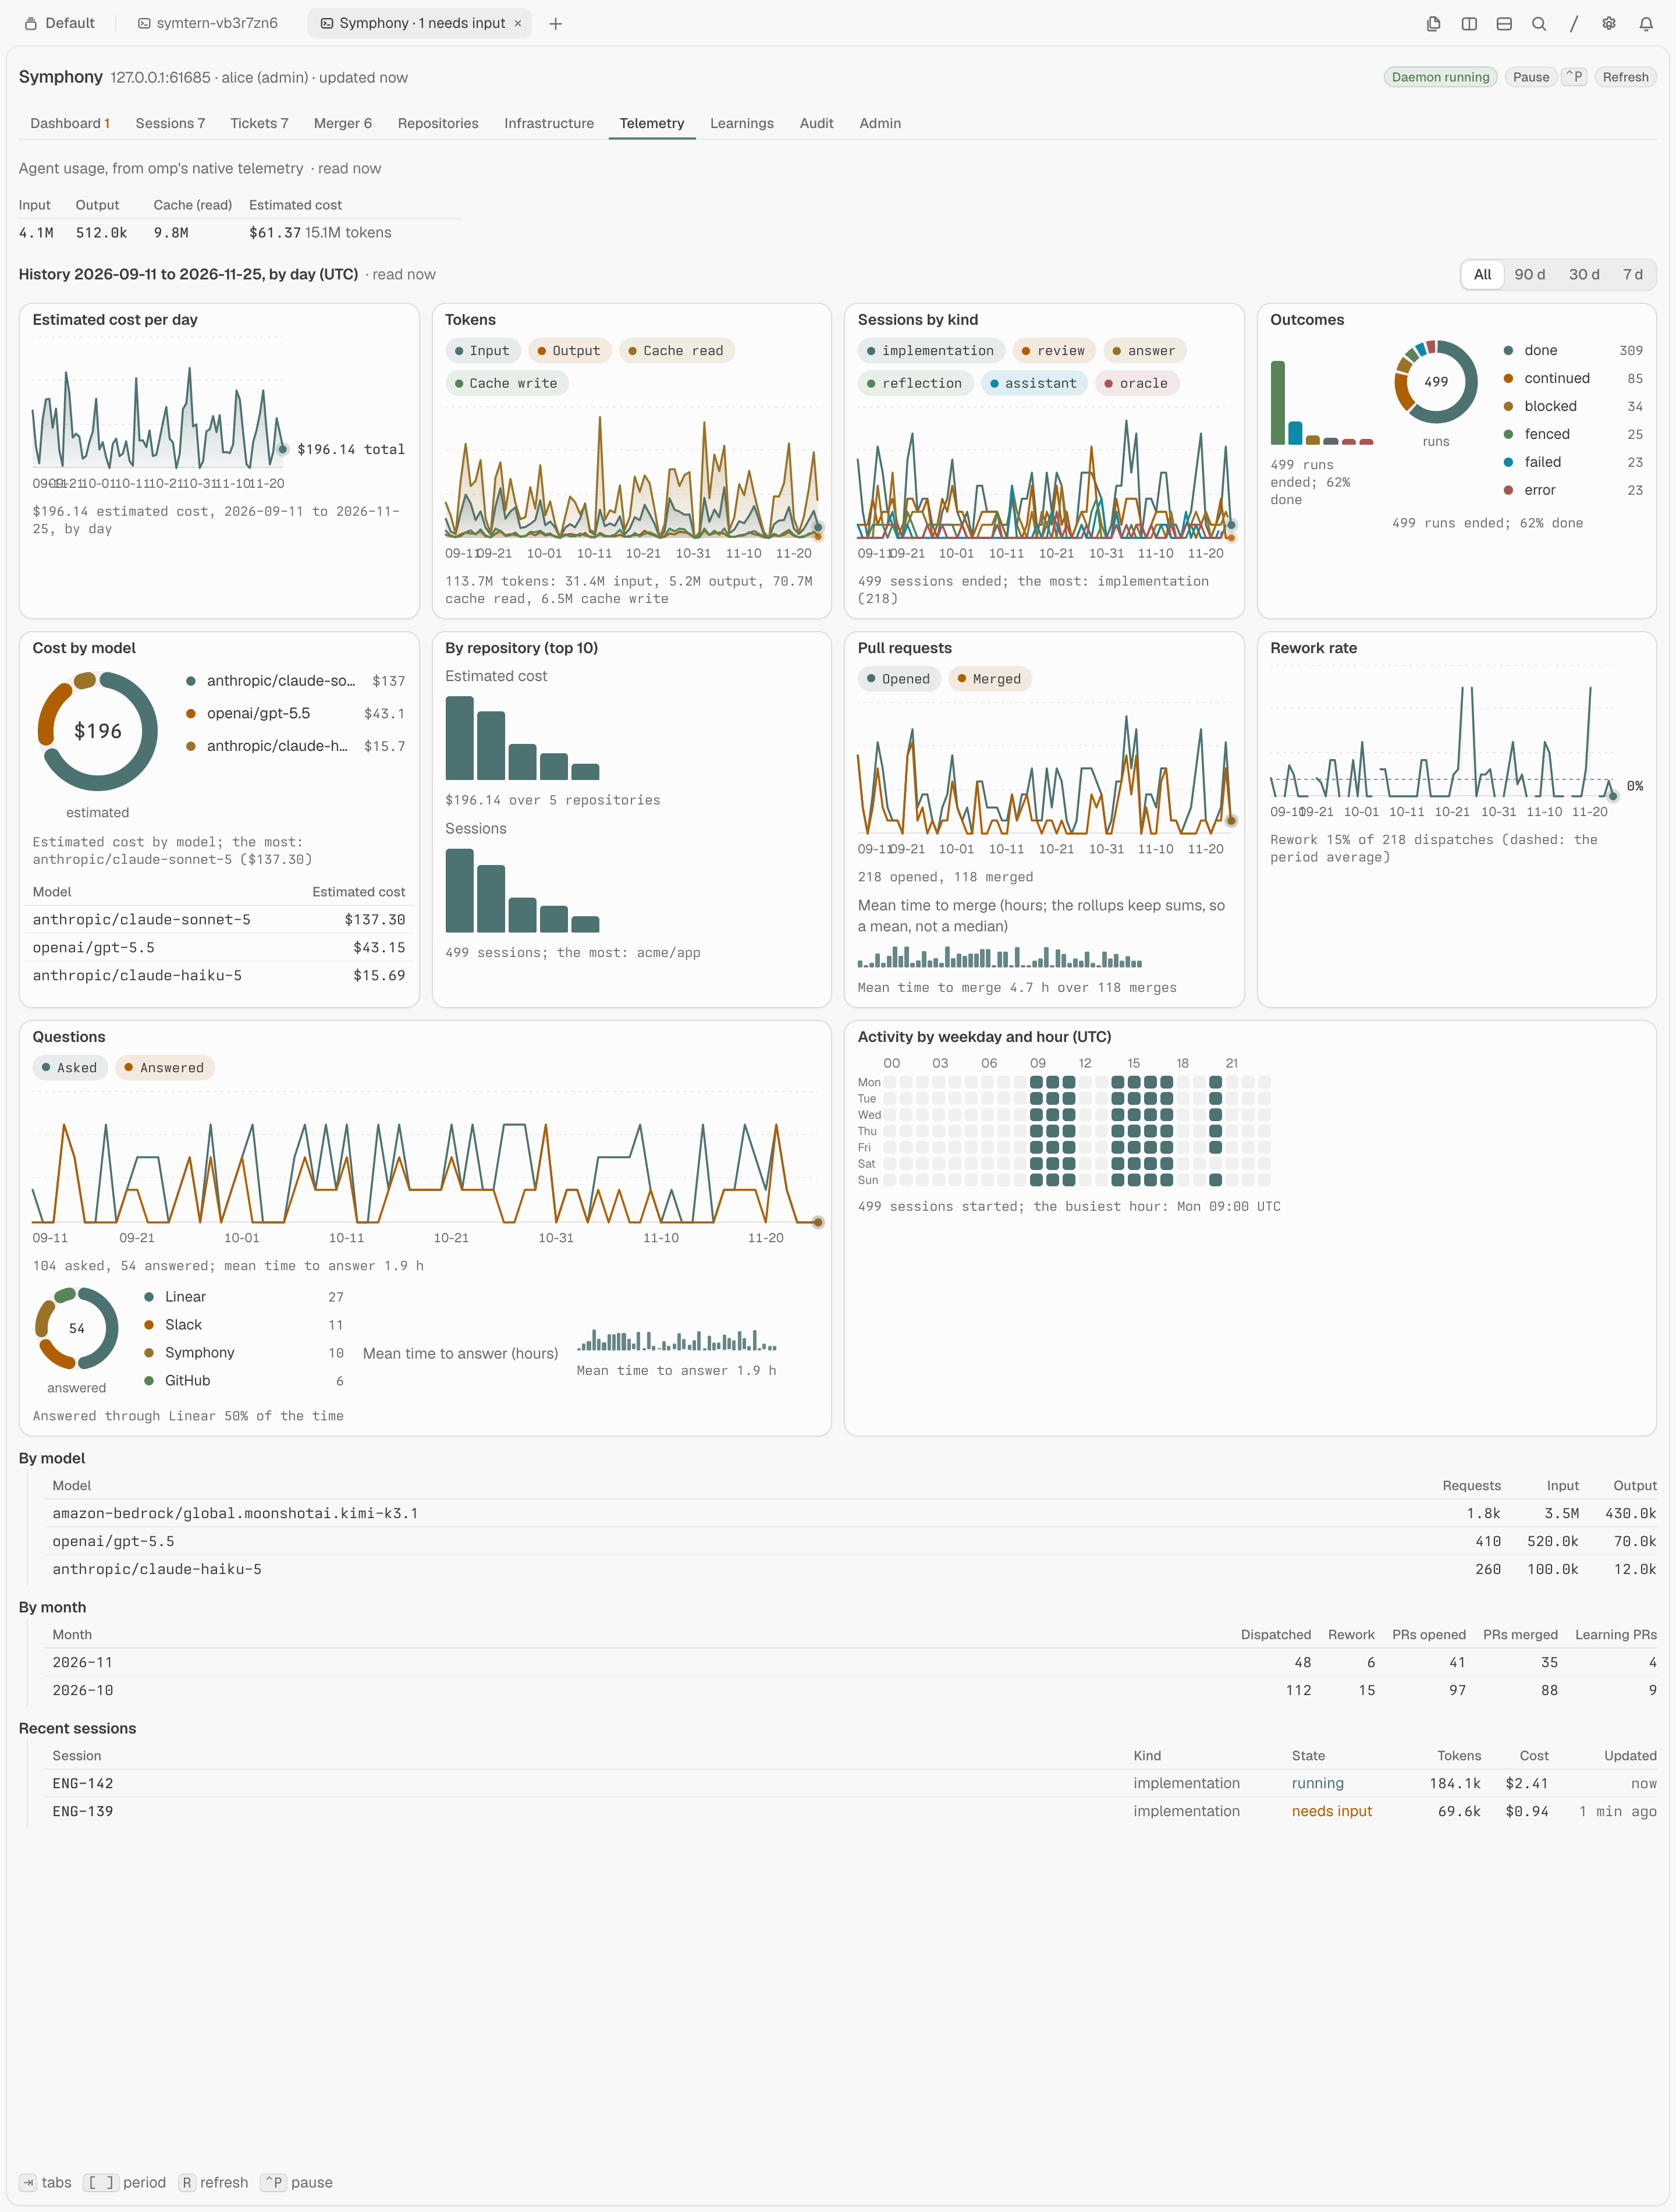 Default
symtern-vb3r7zn6
Symphony · 1 needs input ×
Symphony 127.0.0.1:61685 · alice (admin) · updated now
Daemon running Pause ^P Refresh
Dashboard 1 Sessions 7 Tickets 7 Merger 6 Repositories Infrastructure Telemetry Learnings Audit Admin
Agent usage, from omp's native telemetry · read now
Input Output Cache (read) Estimated cost
4.1M 512.0k 9.8M $61.37 15.1M tokens
History 2026-09-11 to 2026-11-25, by day (UTC) · read now
All 90 d 30 d 7 d
Estimated cost per day
$196.14 total
09-11 09-21 10-01 10-11 10-21 10-31 11-10 11-20
$196.14 estimated cost, 2026-09-11 to 2026-11-
25, by day
Tokens
Input Output Cache read
Cache write
09-11 09-21 10-01 10-11 10-21 10-31 11-10 11-20
113.7M tokens: 31.4M input, 5.2M output, 70.7M
cache read, 6.5M cache write
Sessions by kind
implementation review answer
reflection assistant oracle
09-11 09-21 10-01 10-11 10-21 10-31 11-10 11-20
499 sessions ended; the most: implementation
(218)
Outcomes
499 runs
ended; 62%
done
499
runs
done 309
continued 85
blocked 34
fenced 25
failed 23
error 23
499 runs ended; 62% done
Cost by model
$196
estimated
anthropic/claude-so... $137
openai/gpt-5.5 $43.1
anthropic/claude-h... $15.7
Estimated cost by model; the most:
anthropic/claude-sonnet-5 ($137.30)
Model Estimated cost
anthropic/claude-sonnet-5 $137.30
openai/gpt-5.5 $43.15
anthropic/claude-haiku-5 $15.69
By repository (top 10)
Estimated cost
$196.14 over 5 repositories
Sessions
499 sessions; the most: acme/app
Pull requests
Opened Merged
09-11 09-21 10-01 10-11 10-21 10-31 11-10 11-20
218 opened, 118 merged
Mean time to merge (hours; the rollups keep sums, so
a mean, not a median)
Mean time to merge 4.7 h over 118 merges
Rework rate
0%
09-11 09-21 10-01 10-11 10-21 10-31 11-10 11-20
Rework 15% of 218 dispatches (dashed: the
period average)
Questions
Asked Answered
09-11 09-21 10-01 10-11 10-21 10-31 11-10 11-20
104 asked, 54 answered; mean time to answer 1.9 h
54
answered
Linear 27
Slack 11
Symphony 10
GitHub 6
Mean time to answer (hours)
Mean time to answer 1.9 h
Answered through Linear 50% of the time
Activity by weekday and hour (UTC)
00 03 06 09 12 15 18 21
Mon
Tue
Wed
Thu
Fri
Sat
Sun
499 sessions started; the busiest hour: Mon 09:00 UTC
By model
Model Requests Input Output
amazon-bedrock/global.moonshotai.kimi-k3.1 1.8k 3.5M 430.0k
openai/gpt-5.5 410 520.0k 70.0k
anthropic/claude-haiku-5 260 100.0k 12.0k
By month
Month Dispatched Rework PRs opened PRs merged Learning PRs
2026-11 48 6 41 35 4
2026-10 112 15 97 88 9
Recent sessions
Session Kind State Tokens Cost Updated
ENG-142 implementation running 184.1k $2.41 now
ENG-139 implementation needs input 69.6k $0.94 1 min ago
⇥ tabs [ ] period R refresh ^P pause